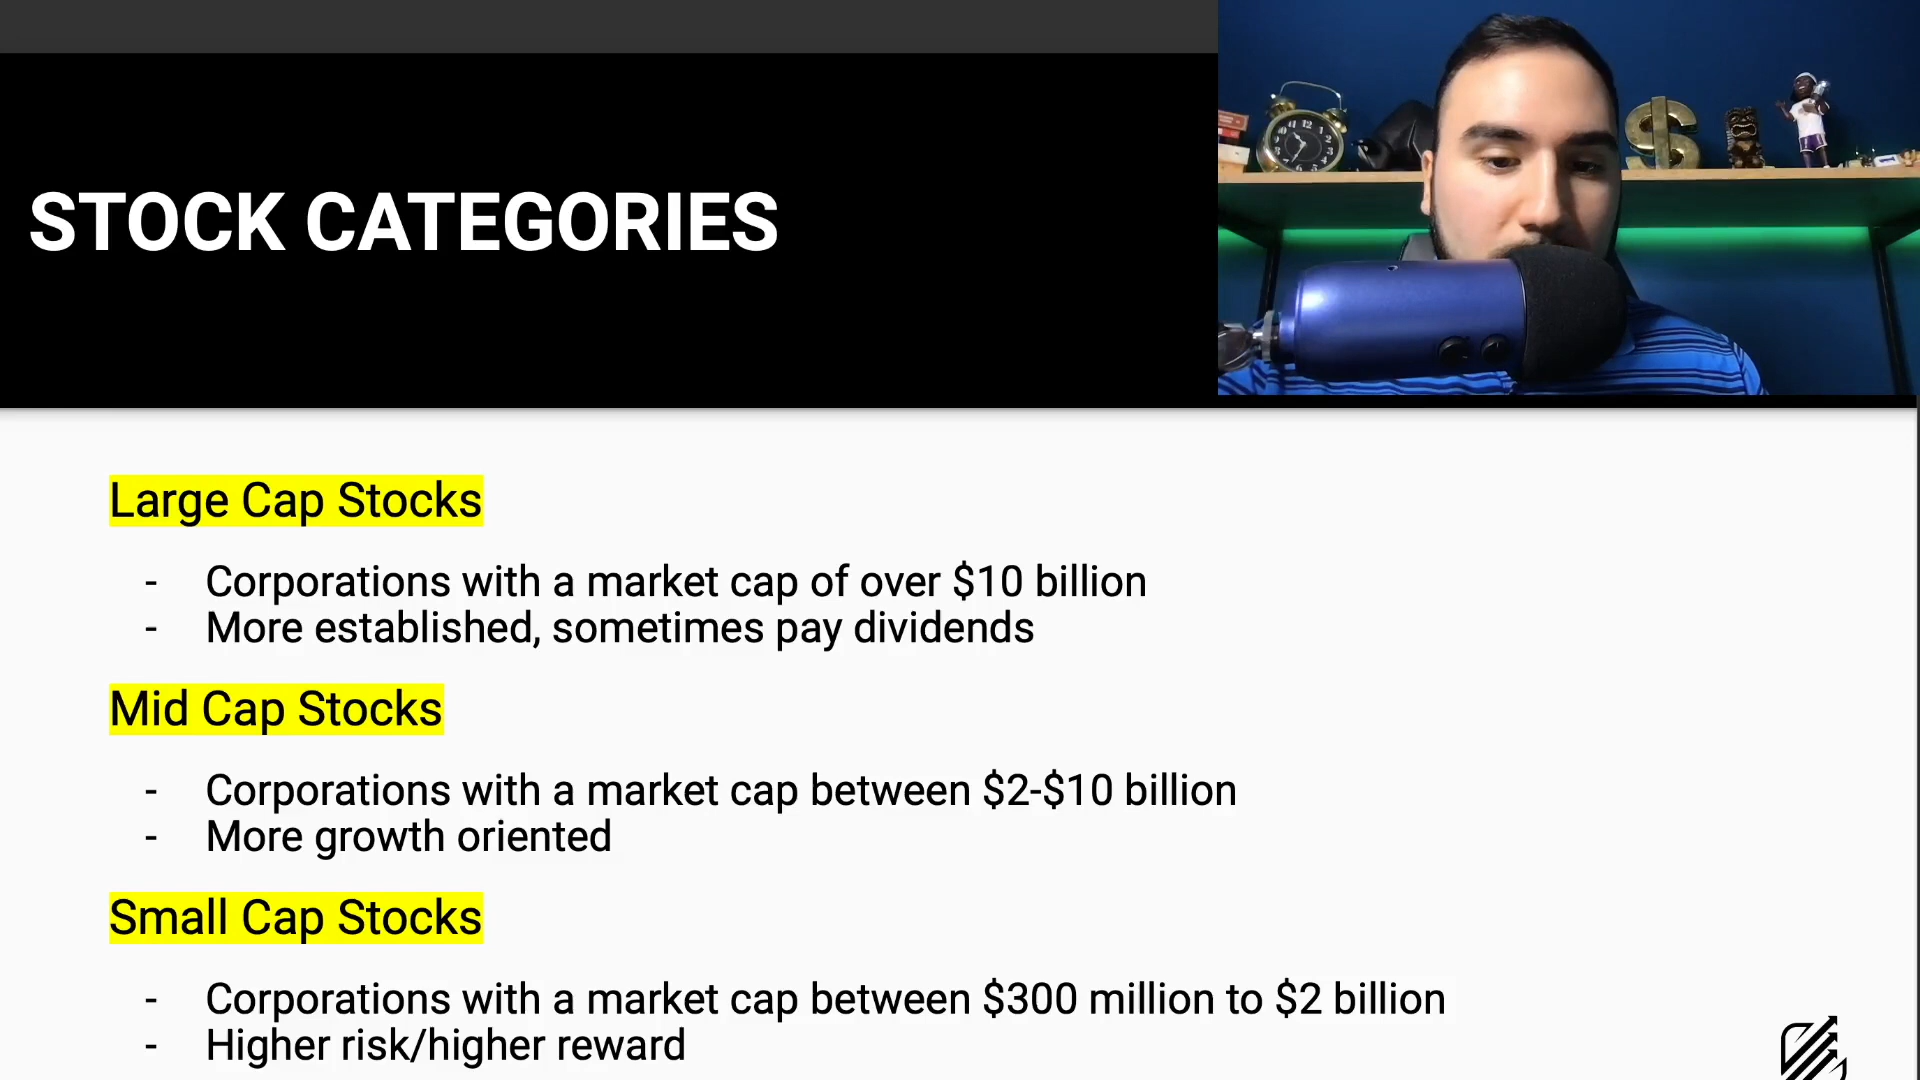 STOCK CATEGORIES
Large Cap Stocks
- Corporations with a market cap of over $10 billion
- More established, sometimes pay dividends
Mid Cap Stocks
- Corporations with a market cap between $2-$10 billion
- More growth oriented
Small Cap Stocks
- Corporations with a market cap between $300 million to $2 billion
- Higher risk/higher reward